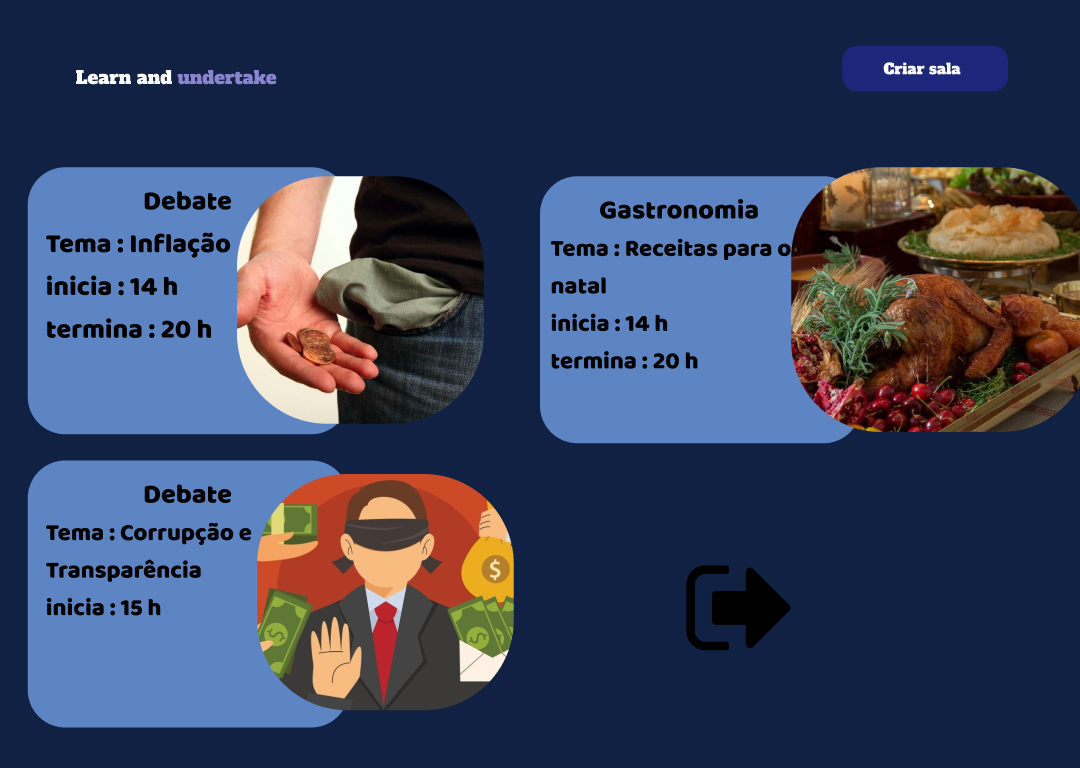 Learn and undertake
Criar sala
Debate
Tema : Inflação
inicia : 14 h
termina : 20 h
Gastronomia
Tema : Receitas para o
natal
inicia : 14 h
termina : 20 h
Debate
Tema : Corrupção e
Transparência
inicia : 15 h
$
$
$